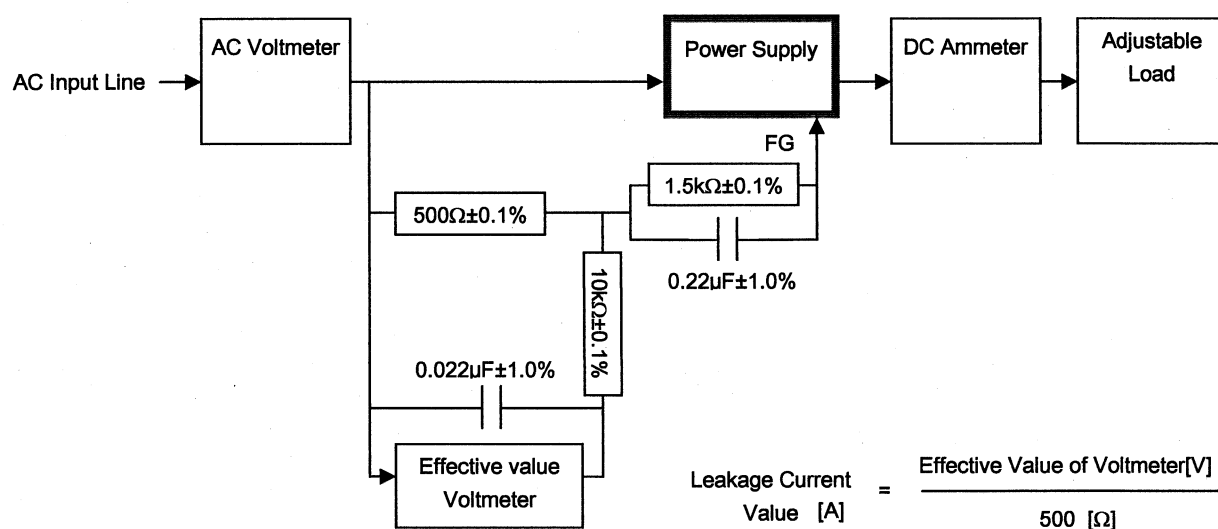 AC Voltmeter
Power Supply
DC Ammeter
Adjustable
Load
AC Input Line
FG
1.5kΩ±0.1%
500Ω±0.1%
0.22µF±1.0%
10kΩ±0.1%
0.022µF±1.0%
Effective value
Voltmeter
Leakage Current
Value [A]
=
Effective Value of Voltmeter[V]
500 [Ω]